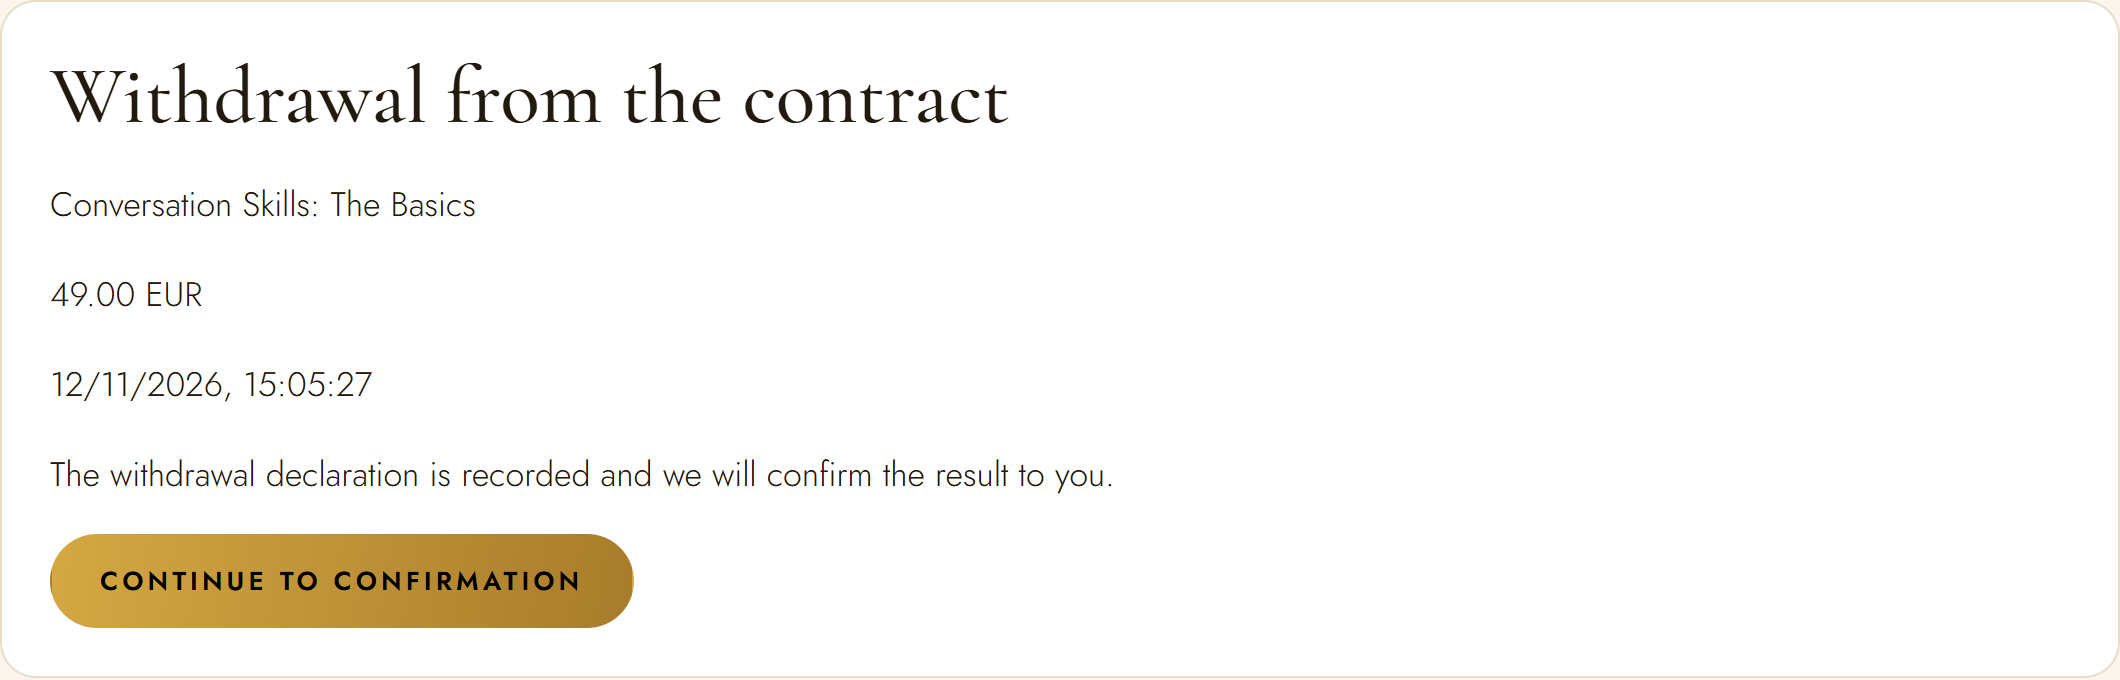 Withdrawal from the contract
Conversation Skills: The Basics
49.00 EUR
12/11/2026, 15:05:27
The withdrawal declaration is recorded and we will confirm the result to you.
CONTINUE TO CONFIRMATION